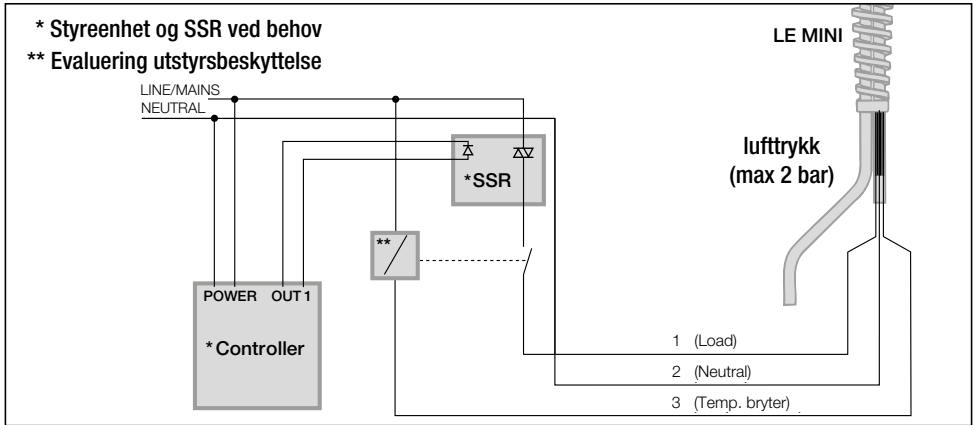 * Styreenhet og SSR ved behov
** Evaluering utstyrsbeskyttelse
LE MINI
LINE/MAINS
NEUTRAL
lufttrykk
(max 2 bar)
*SSR
**
POWER OUT 1
*Controller
1 (Load)
2 (Neutral)
3 (Temp. bryter)